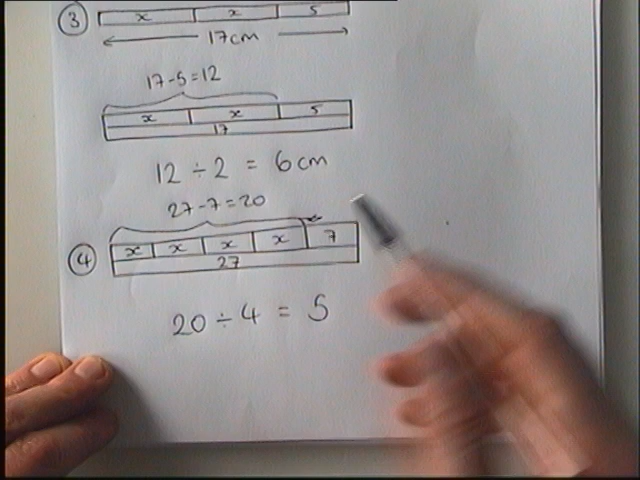 3
x x 5
17cm
17-5=12
x x 5
17
12 ÷ 2 = 6cm
27-7=20
4
x x x x 7
27
20 ÷ 4 = 5